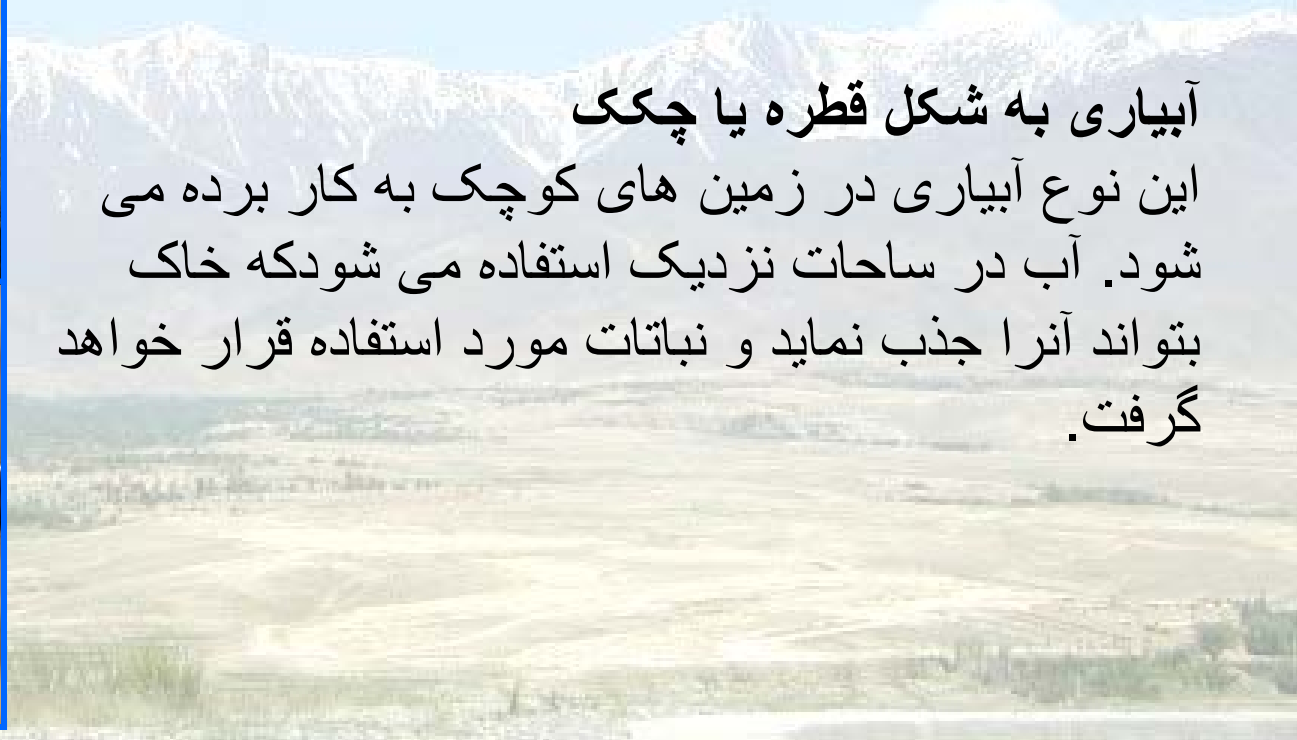 آبیاری به شکل قطره یا چکک
این نوع آبیاری در زمین های کوچک به کار برده می
شود. آب در ساحات نزدیک استفاده می شودکه خاک
بتواند آنرا جذب نماید و نباتات مورد استفاده قرار خواهد
گرفت.